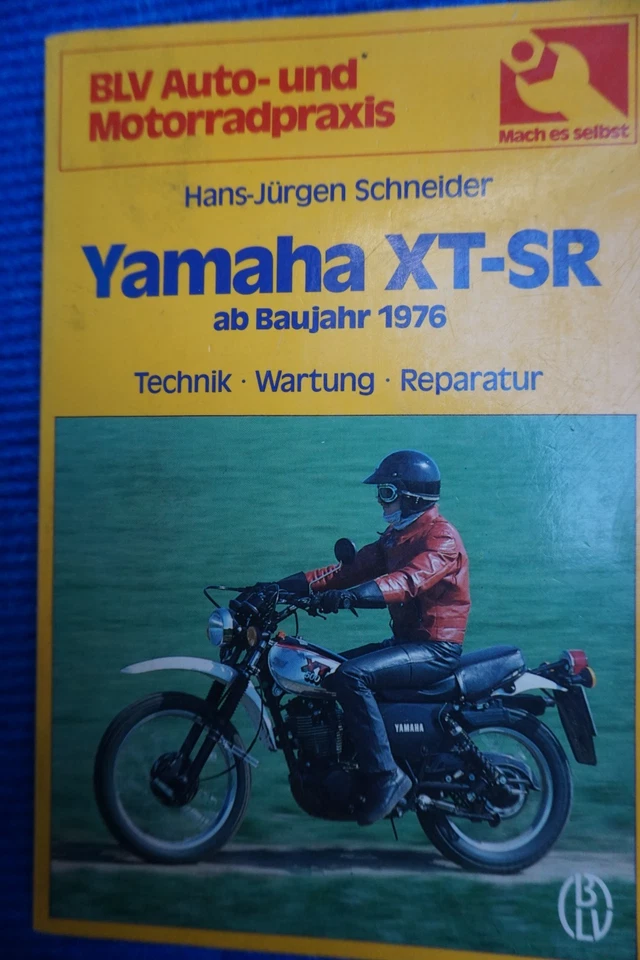 BLV Auto- und
Motorradpraxis
Mach es selbst
Hans-Jürgen Schneider
Yamaha XT-SR
ab Baujahr 1976
Technik · Wartung · Reparatur
YAMAHA
BLV